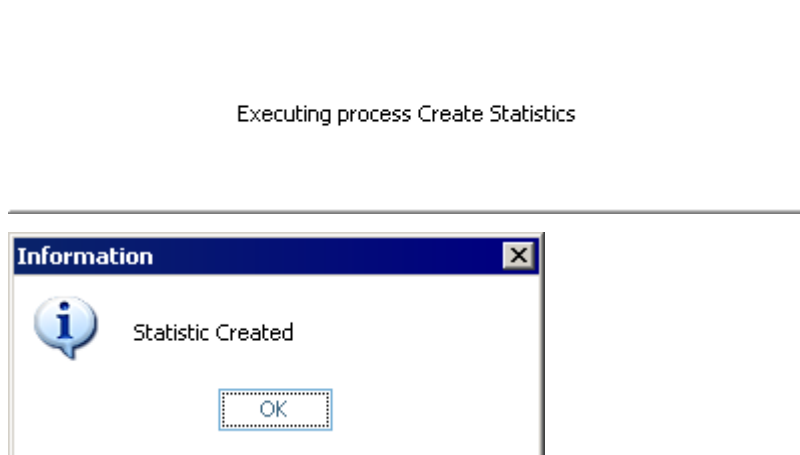 Executing process Create Statistics
Information
Statistic Created
OK